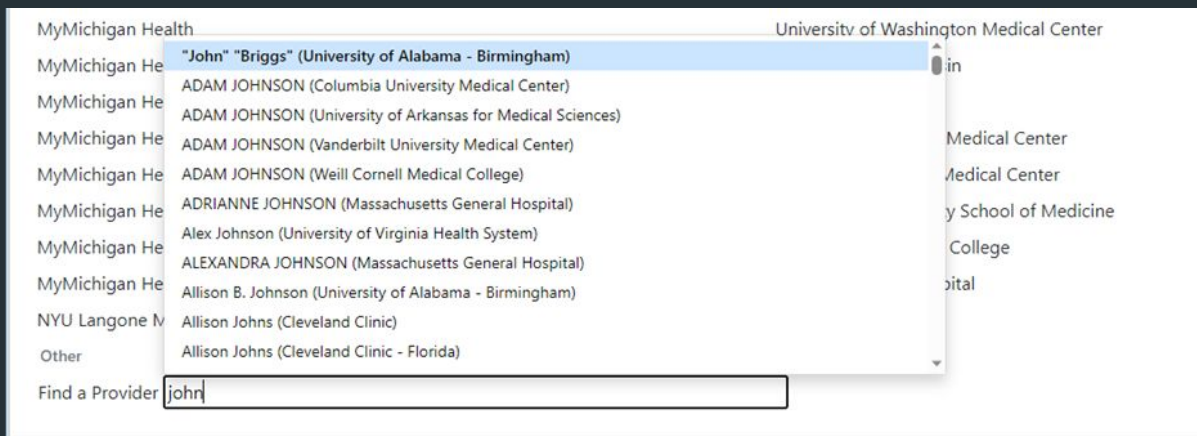 MyMichigan Health
University of Washington Medical Center
MyMichigan He
in
MyMichigan He
MyMichigan He
Medical Center
MyMichigan He
Medical Center
MyMichigan He
y School of Medicine
MyMichigan He
College
MyMichigan He
pital
NYU Langone M
"John" "Briggs" (University of Alabama - Birmingham)
ADAM JOHNSON (Columbia University Medical Center)
ADAM JOHNSON (University of Arkansas for Medical Sciences)
ADAM JOHNSON (Vanderbilt University Medical Center)
ADAM JOHNSON (Weill Cornell Medical College)
ADRIANNE JOHNSON (Massachusetts General Hospital)
Alex Johnson (University of Virginia Health System)
ALEXANDRA JOHNSON (Massachusetts General Hospital)
Allison B. Johnson (University of Alabama - Birmingham)
Allison Johns (Cleveland Clinic)
Allison Johns (Cleveland Clinic - Florida)
Other
Find a Provider john